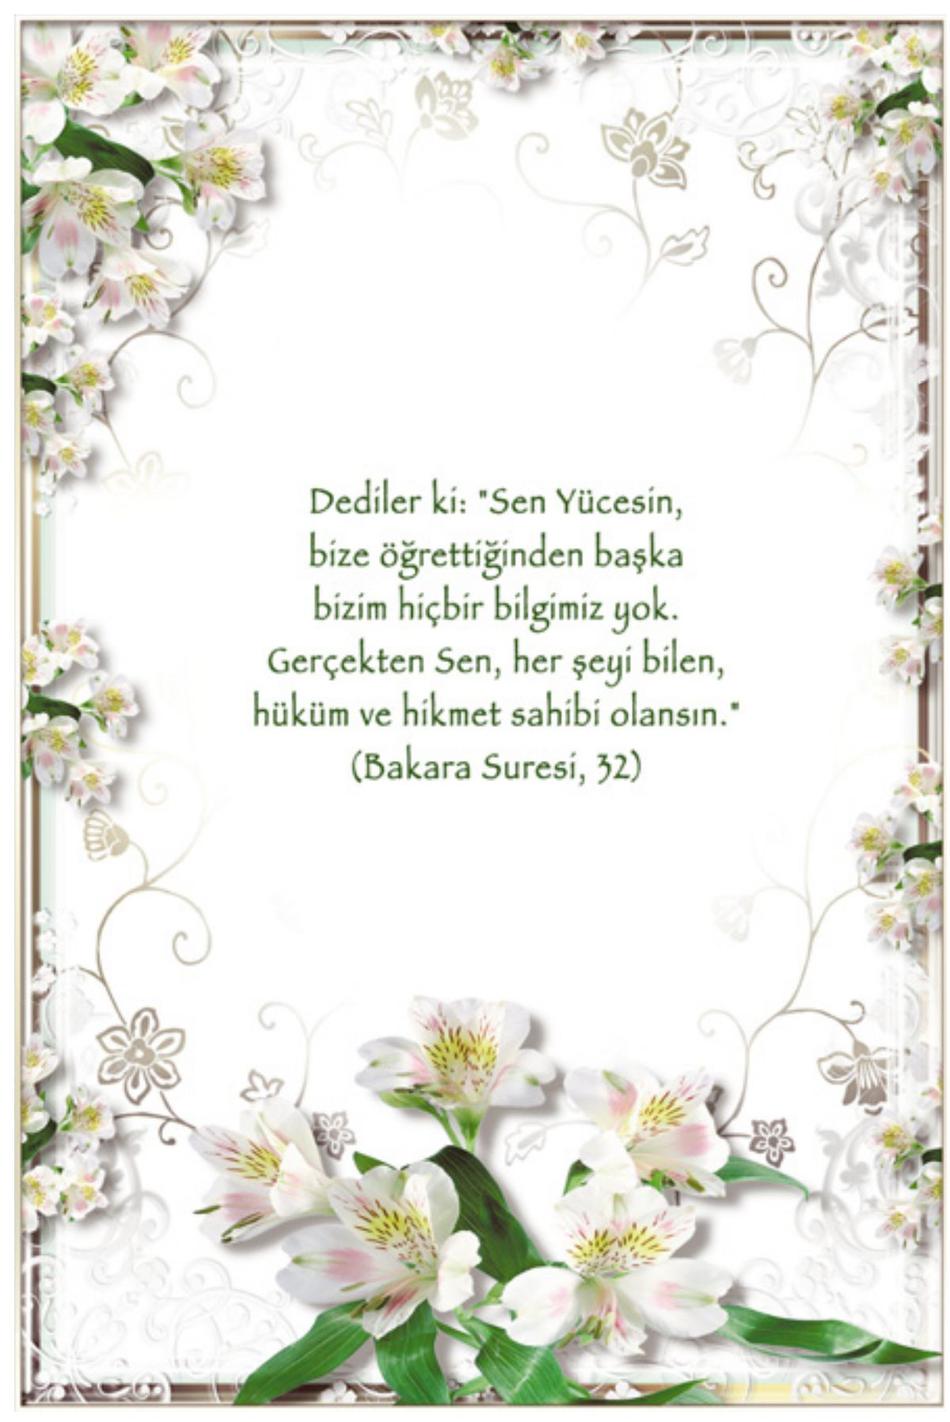 Dediler ki: "Sen Yücesin,
bize öğrettiğinden başka
bizim hiçbir bilgimiz yok.
Gerçekten Sen, her şeyi bilen,
hüküm ve hikmet sahibi olansın."
(Bakara Suresi, 32)